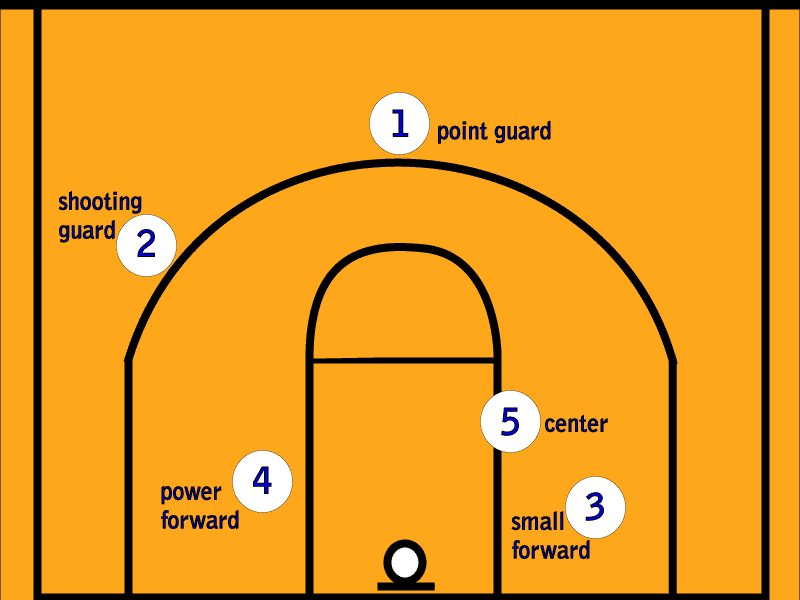 1 point guard
shooting
guard 2
5 center
power 4
forward
small 3
forward